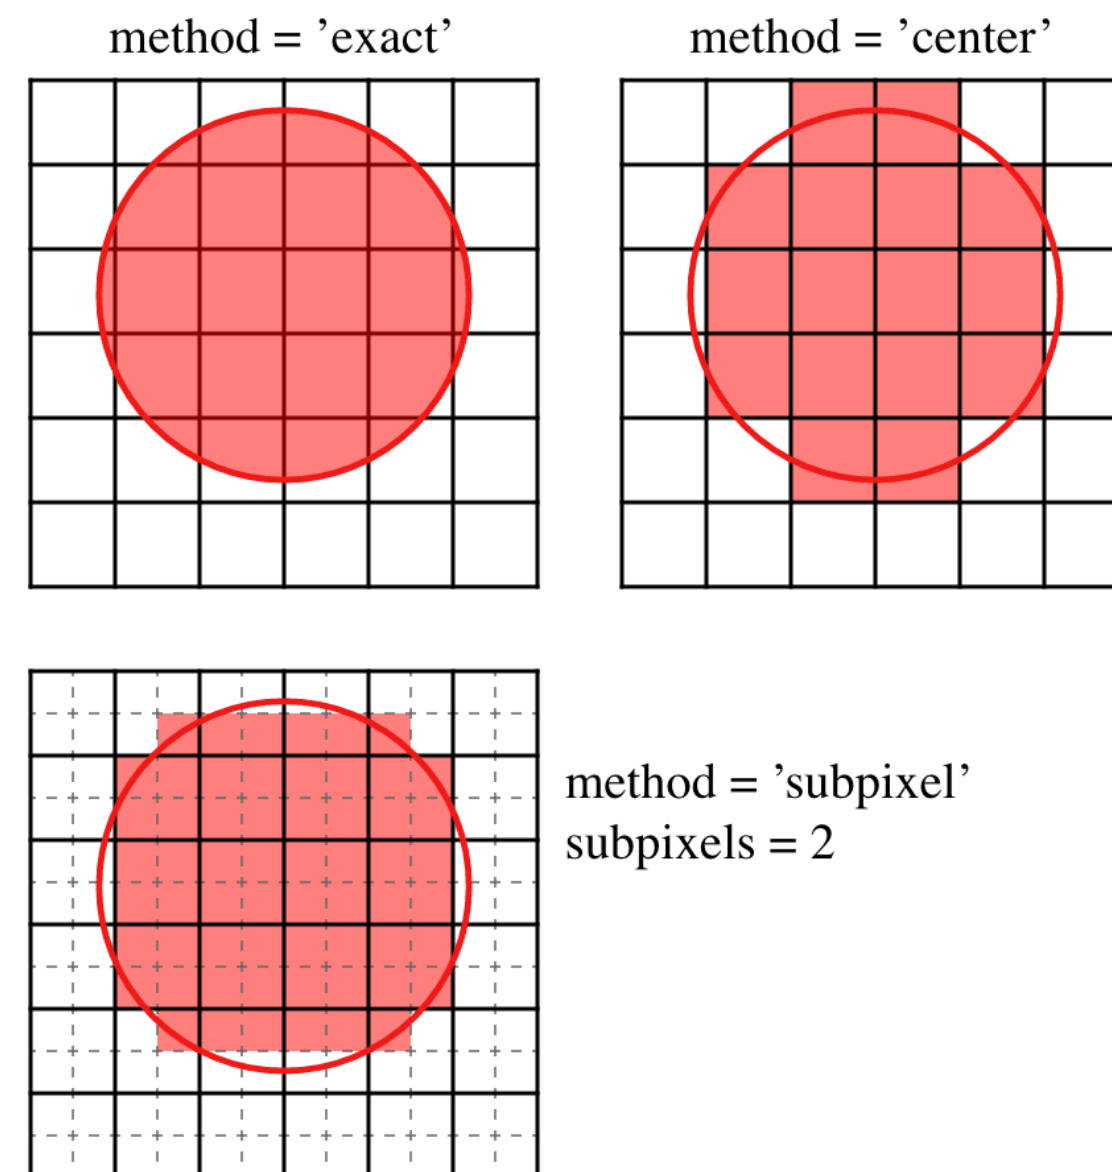 method = ’exact’
method = ’center’
method = ’subpixel’
subpixels = 2